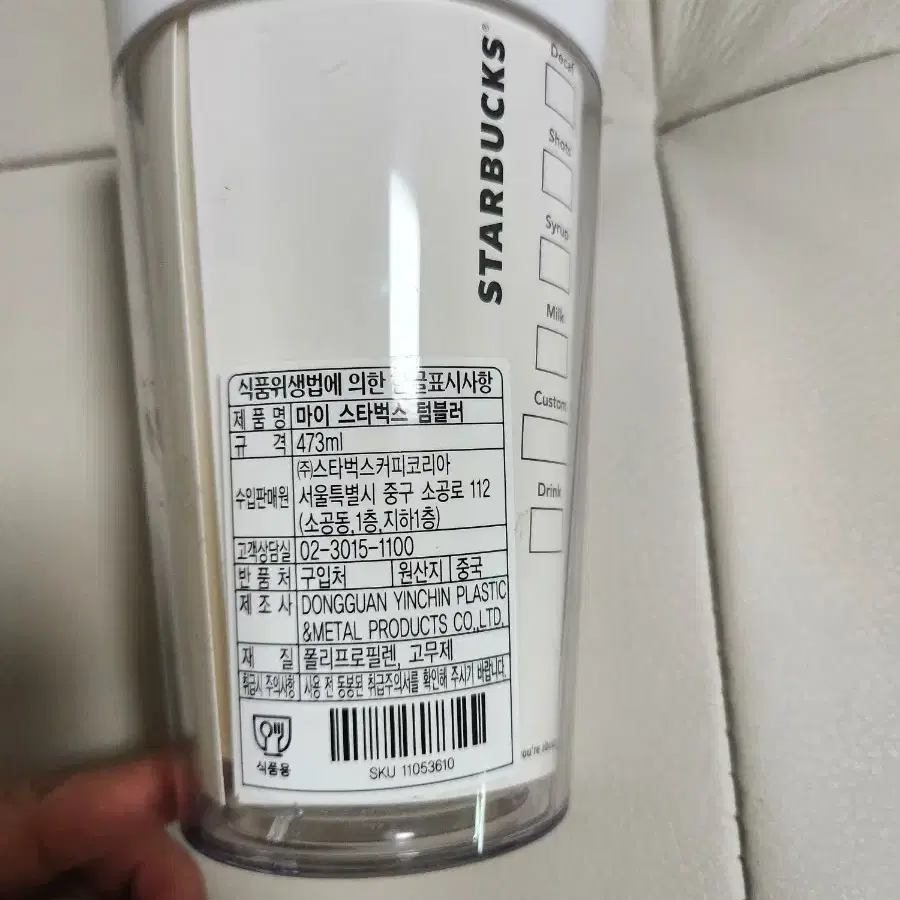 STARBUCKS®
Decaf
Shots
Syrup
Milk
Custom
Drink
식품위생법에 의한 한글표시사항
제 품 명 마이 스타벅스 텀블러
규 격 473ml
수입판매원 ㈜스타벅스커피코리아
서울특별시 중구 소공로 112
(소공동,1층,지하1층)
고객상담실 02-3015-1100
반 품 처 구입처 원산지 중국
제 조 사 DONGGUAN YINCHIN PLASTIC
&METAL PRODUCTS CO.,LTD.
재 질 폴리프로필렌, 고무제
취급시 주의사항 사용 전 동봉된 취급주의서를 확인해 주시기 바랍니다.
식품용
SKU 11053610